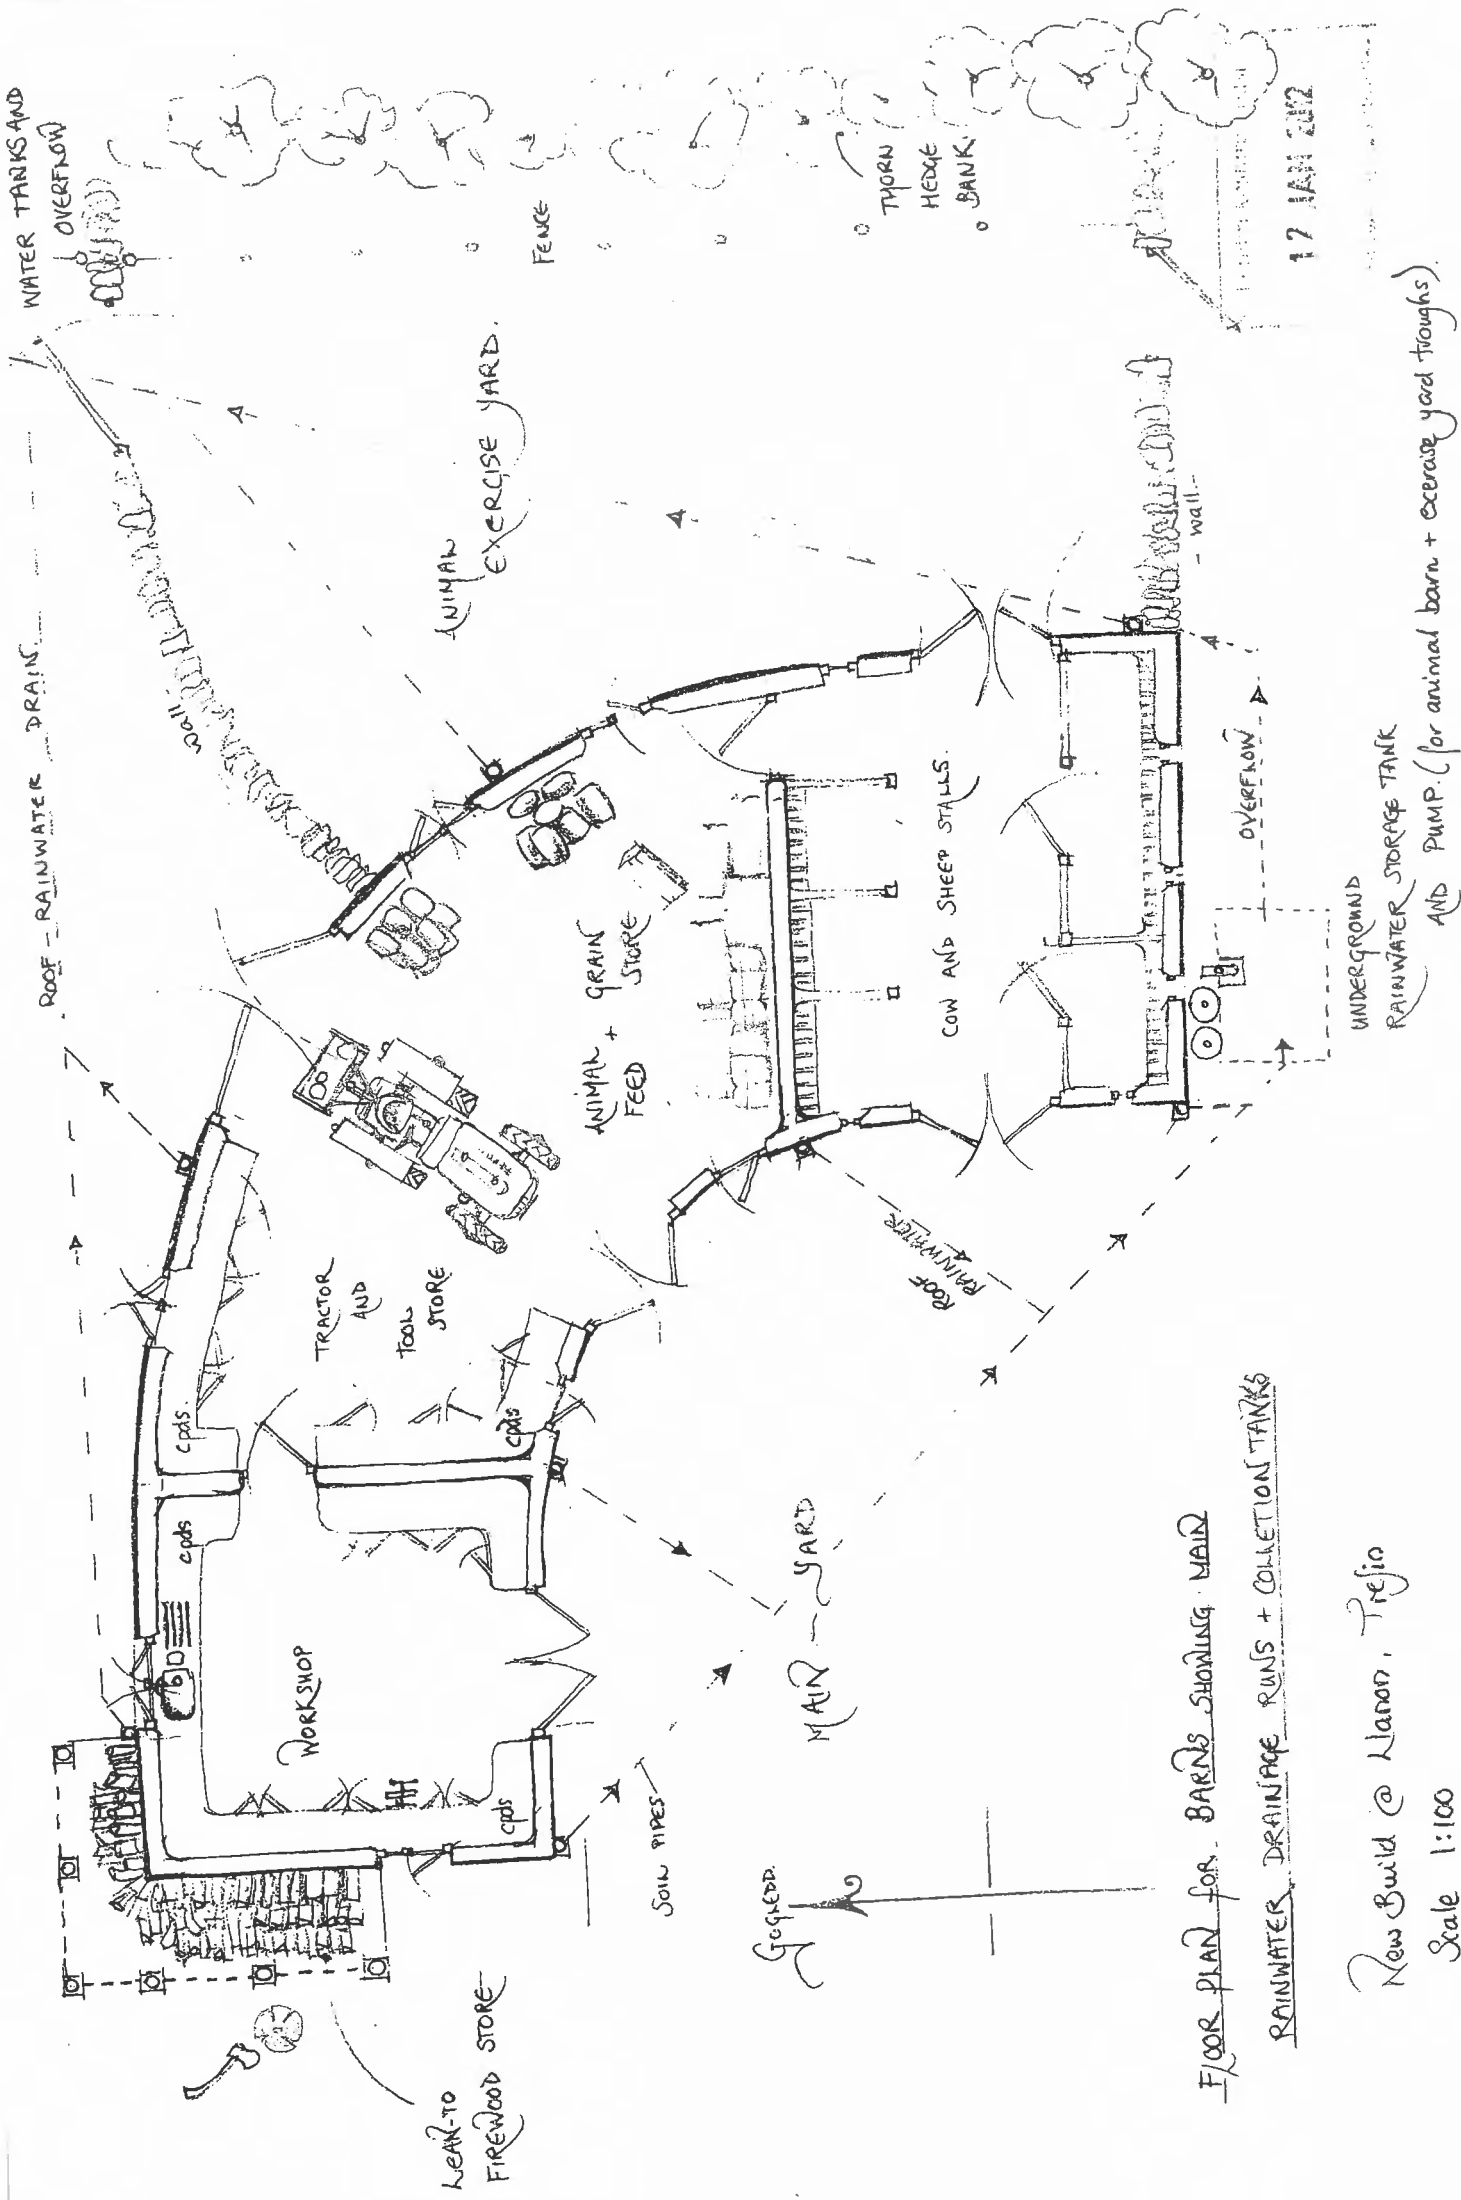 WATER TANKS AND
OVERFLOW
ROOF - RAINWATER DRAIN
wall
FENCE
THORN
HEDGE
BANK.
17 JAN 2012
ANIMAL
EXERCISE YARD.
wall
LEAN-TO
FIREWOOD STORE
WORKSHOP
cpds
cpds
cpds.
cpds
TRACTOR
AND
TOOL
STORE
ANIMAL
FEED + GRAIN
STORE
COW AND SHEEP STALLS.
SOIL PIPES
MAIN - YARD
ROOF
RAINWATER
OVERFLOW
UNDERGROUND
RAINWATER STORAGE TANK
AND PUMP. (for animal barn + excercise yard troughs).
GOGLEDD.
FLOOR PLAN for BARNS SHOWING MAIN
RAINWATER DRAINAGE RUNS + COLLETION TANKS
New Build @ Llanon,
Scale 1:100